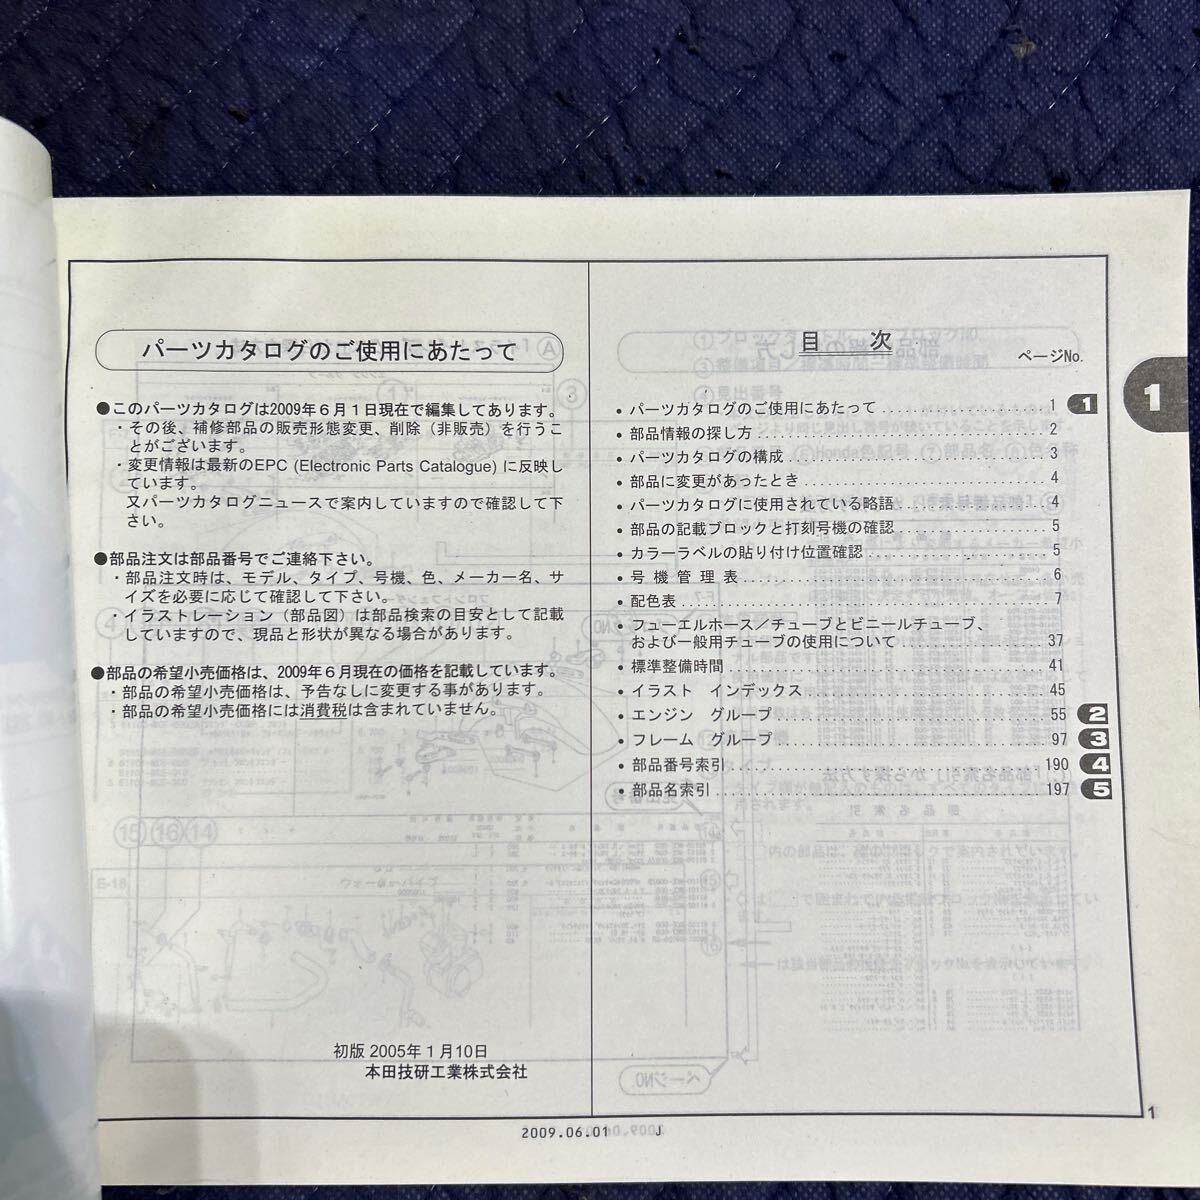 パーツカタログのご使用にあたって
●このパーツカタログは2009年6月1日現在で編集してあります。
・その後、補修部品の販売形態変更、削除（非販売）を行うこ
とがございます。
・変更情報は最新のEPC (Electronic Parts Catalogue) に反映し
ています。
又パーツカタログニュースで案内していますので確認して下
さい。
●部品注文は部品番号でご連絡下さい。
・部品注文時は、モデル、タイプ、号機、色、メーカー名、サ
イズを必要に応じて確認して下さい。
・イラストレーション（部品図）は部品検索の目安として記載
していますので、現品と形状が異なる場合があります。
●部品の希望小売価格は、2009年6月現在の価格を記載しています。
・部品の希望小売価格は、予告なしに変更する事があります。
・部品の希望小売価格には消費税は含まれていません。
初版 2005年1月10日
本田技研工業株式会社
目　次
ページNo.
・パーツカタログのご使用にあたって 1 1
・部品情報の探し方 2
・パーツカタログの構成 3
・部品に変更があったとき 4
・パーツカタログに使用されている略語 4
・部品の記載ブロックと打刻号機の確認 5
・カラーラベルの貼り付け位置確認 5
・号機管理表 6
・配色表 7
・フューエルホース／チューブとビニールチューブ、
および一般用チューブの使用について 37
・標準整備時間 41
・イラスト　インデックス 45
・エンジン　グループ 55 2
・フレーム　グループ 97 3
・部品番号索引 190 4
・部品名索引 197 5
1
1
2009.06.01 J